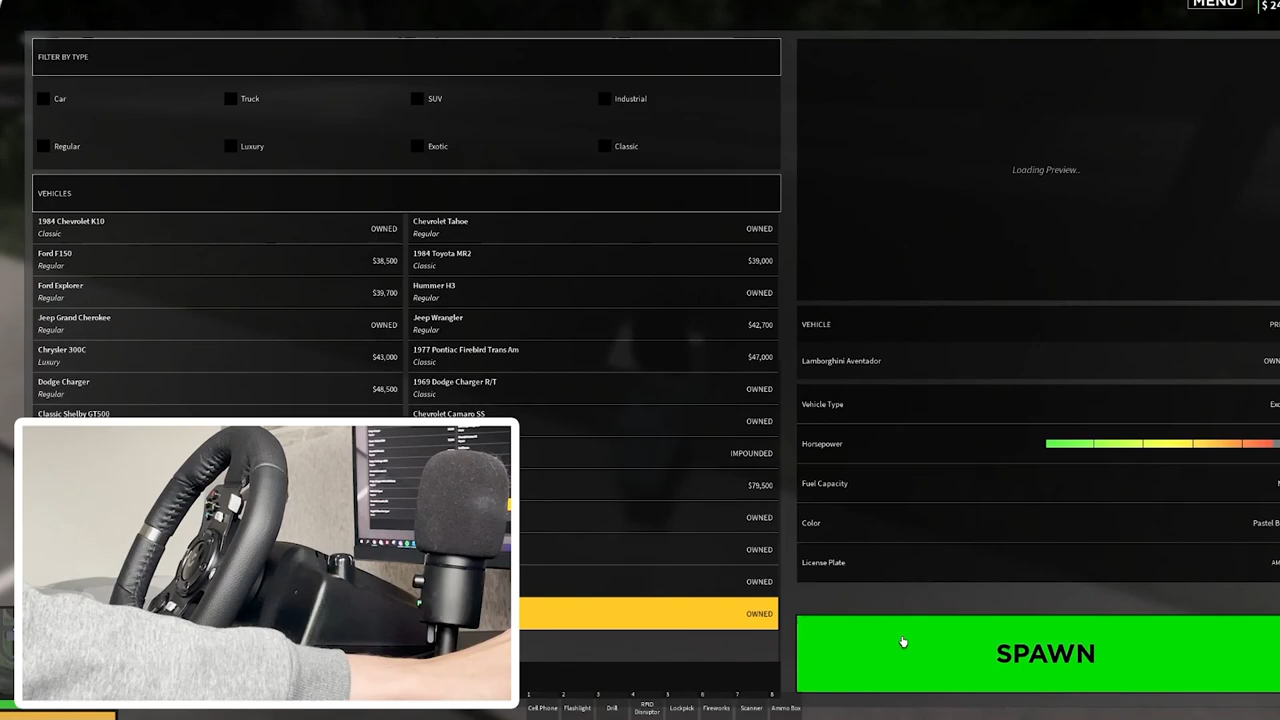 MENU
$ 24
FILTER BY TYPE
Car
Truck
SUV
Industrial
Regular
Luxury
Exotic
Classic
VEHICLES
1984 Chevrolet K10
Classic
OWNED
Chevrolet Tahoe
Regular
OWNED
Ford F150
Regular
$38,500
1984 Toyota MR2
Classic
$39,000
Ford Explorer
Regular
$39,700
Hummer H3
Regular
OWNED
Jeep Grand Cherokee
Regular
OWNED
Jeep Wrangler
Regular
$42,700
Chrysler 300C
Luxury
$43,000
1977 Pontiac Firebird Trans Am
Classic
$47,000
Dodge Charger
Regular
$48,500
1969 Dodge Charger R/T
Classic
OWNED
Classic Shelby GT500
Chevrolet Camaro SS
OWNED
IMPOUNDED
$79,500
OWNED
OWNED
OWNED
OWNED
Loading Preview..
VEHICLE
PRI
Lamborghini Aventador
OWN
Vehicle Type
Exo
Horsepower
Fuel Capacity
Color
Pastel B
License Plate
AM
SPAWN
1 2 3 4 5 6 7 8
Cell Phone
Flashlight
Drill
RFID
Disruptor
Lockpick
Fireworks
Scanner
Ammo Box